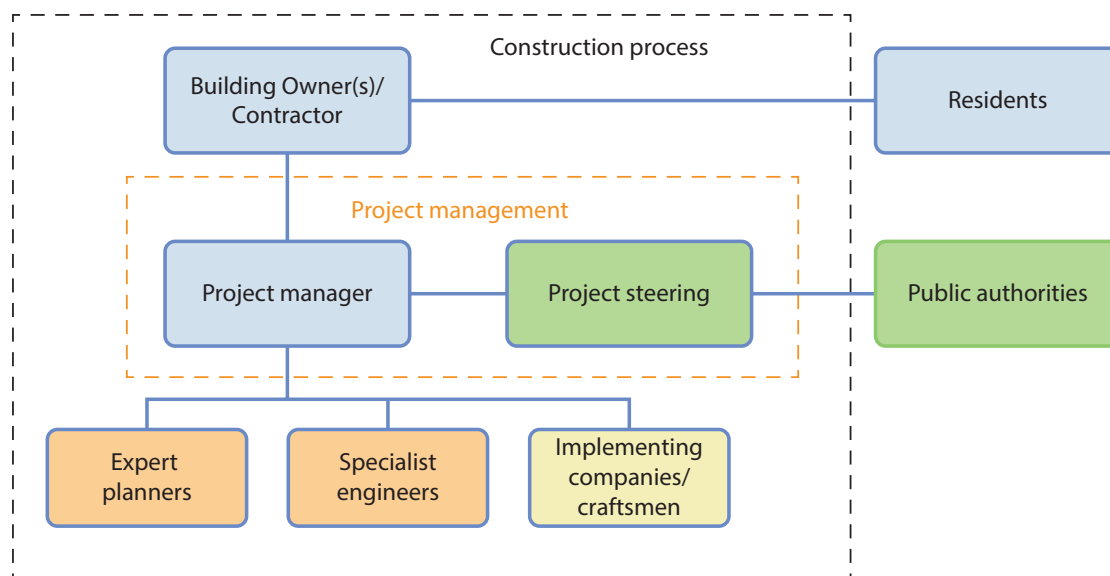 Construction process
Building Owner(s)/
Contractor
Residents
Project management
Project manager
Project steering
Public authorities
Expert
planners
Specialist
engineers
Implementing
companies/
craftsmen